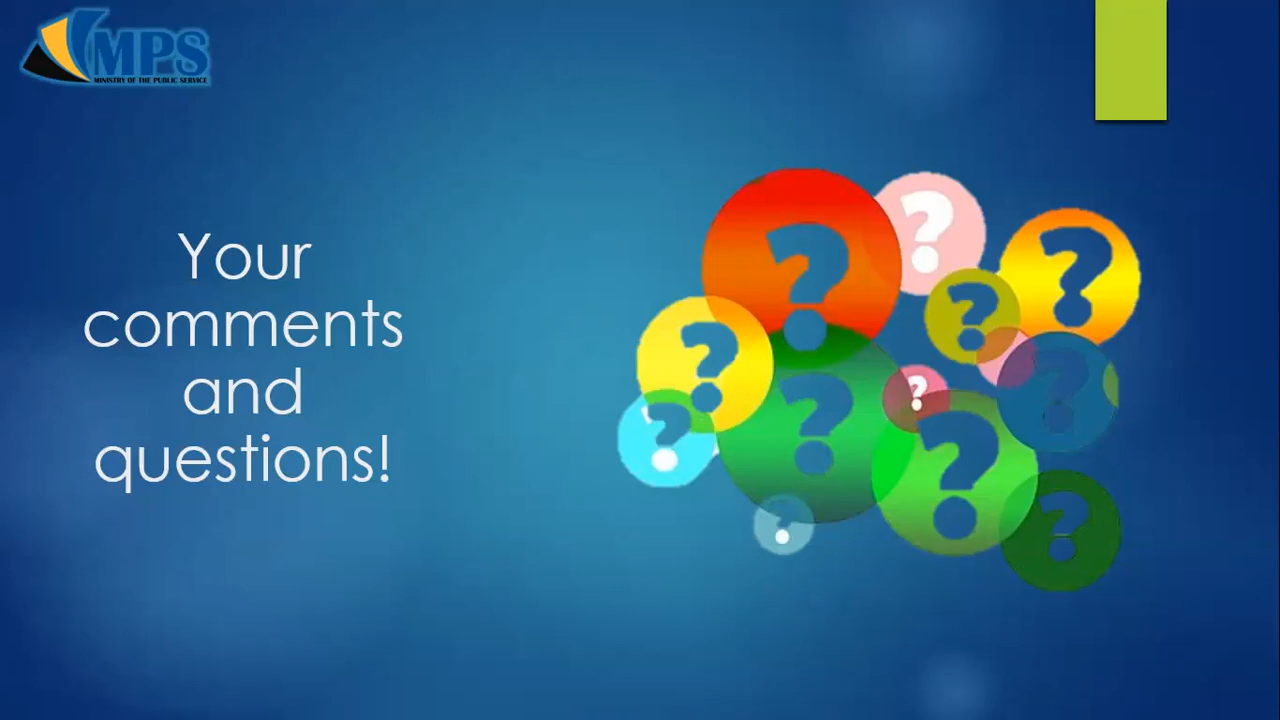 MPS
MINISTRY OF THE PUBLIC SERVICE
Your
comments
and
questions!
? ? ? ? ? ? ? ? ? ? ? ?